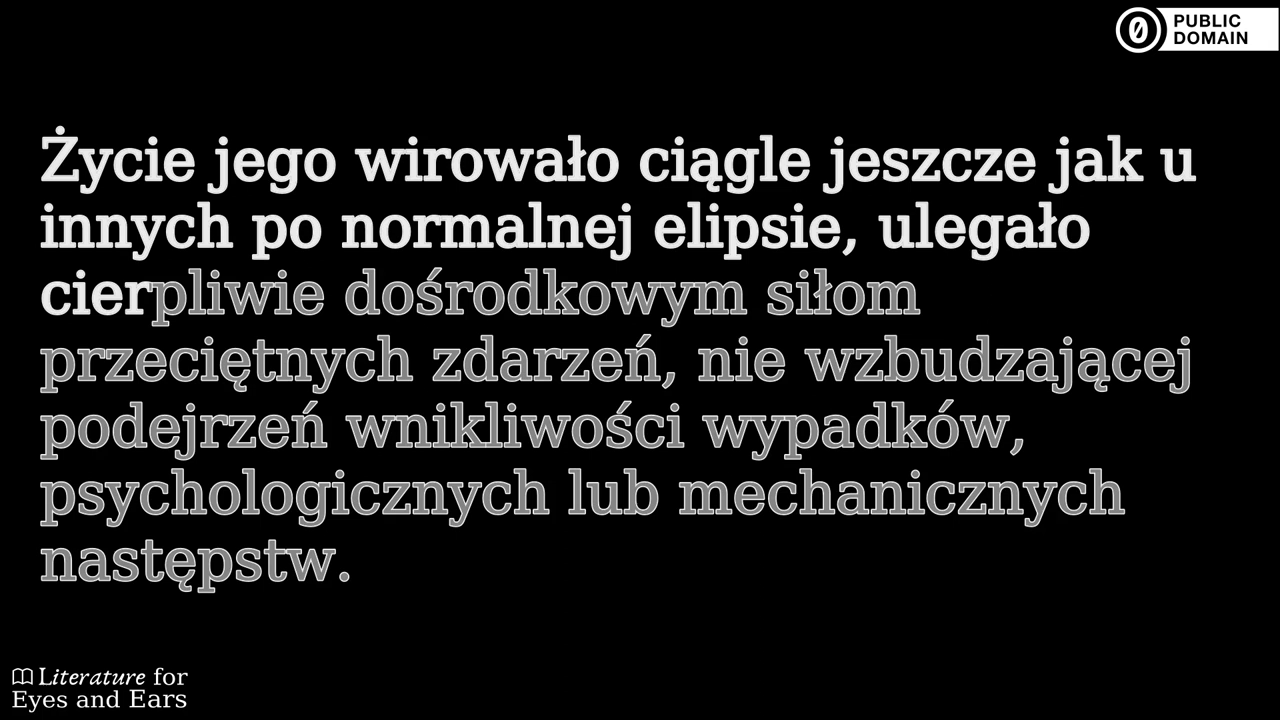 PUBLIC
DOMAIN
Życie jego wirowało ciągle jeszcze jak u
innych po normalnej elipsie, ulegało
cierpliwie dośrodkowym siłom
przeciętnych zdarzeń, nie wzbudzającej
podejrzeń wnikliwości wypadków,
psychologicznych lub mechanicznych
następstw.
Literature for
Eyes and Ears